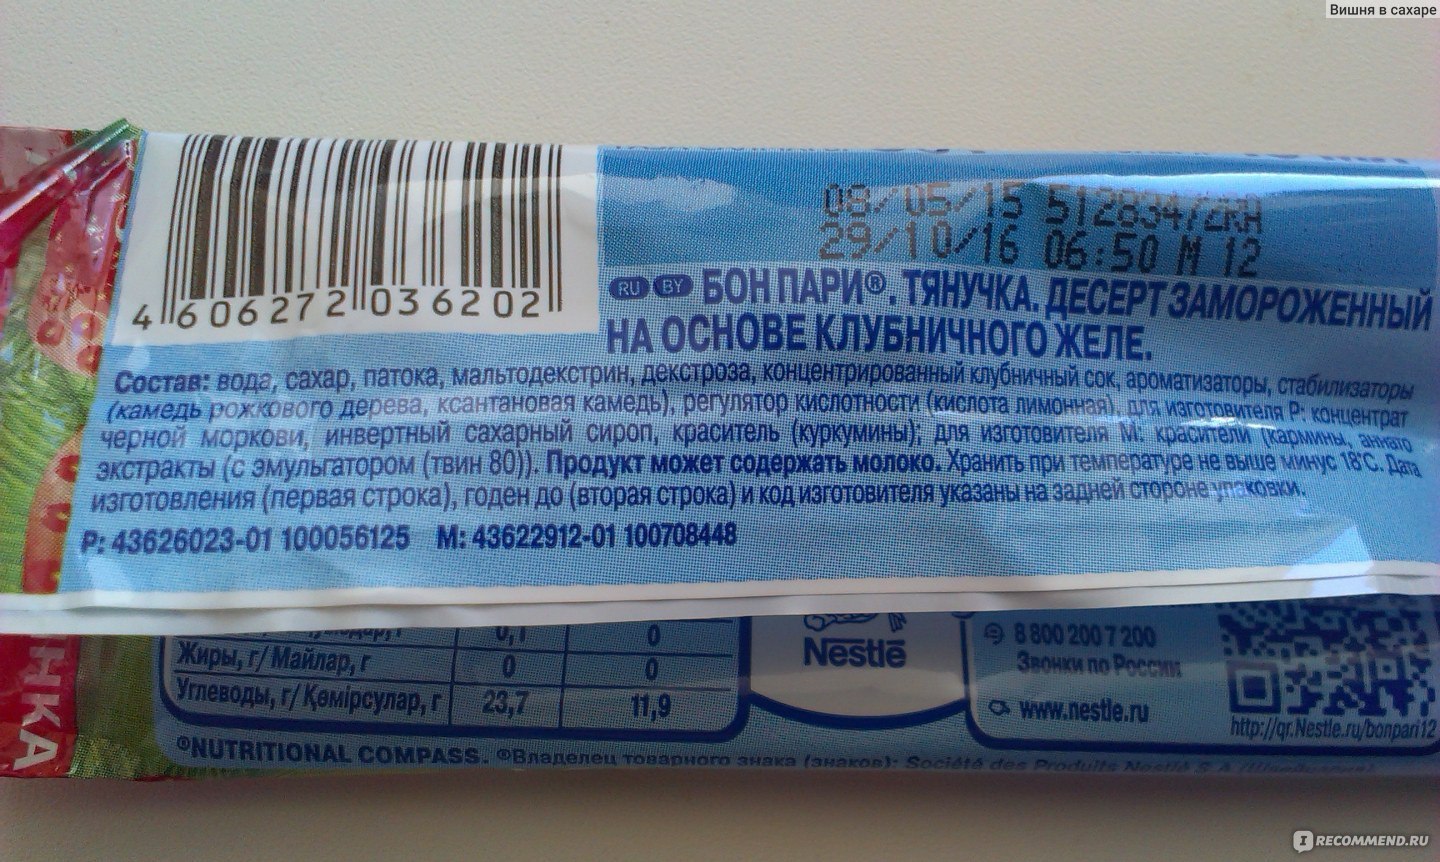 Вишня в сахаре
4 606272 036202
08/05/15 512834721RH
29/10/16 06:50 M 12
RU BY БОН ПАРИ®. ТЯНУЧКА. ДЕСЕРТ ЗАМОРОЖЕННЫЙ
НА ОСНОВЕ КЛУБНИЧНОГО ЖЕЛЕ.
Состав: вода, сахар, патока, мальтодекстрин, декстроза, концентрированный клубничный сок, ароматизаторы, стабилизаторы
(камедь рожкового дерева, ксантановая камедь), регулятор кислотности (кислота лимонная), для изготовителя Р: концентрат
черной моркови, инвертный сахарный сироп, краситель (куркумины); для изготовителя М: красители (кармины, аннато
экстракты (с эмульгатором (твин 80)). Продукт может содержать молоко. Хранить при температуре не выше минус 18°С. Дата
изготовления (первая строка), годен до (вторая строка) и код изготовителя указаны на задней стороне упаковки.
Р: 43626023-01 100056125 М: 43622912-01 100708448
0,1 0
Жиры, г/ Майлар, г 0 0
Углеводы, г/ Көмірсулар, г 23,7 11,9
Nestlé
8 800 200 7 200
Звонки по России
www.nestle.ru
http://qr.Nestle.ru/bonpari12
НКА
®NUTRITIONAL COMPASS. ®Владелец товарного знака (знаков): Société des Produits Nestlé S.A.
IRECOMMEND.RU